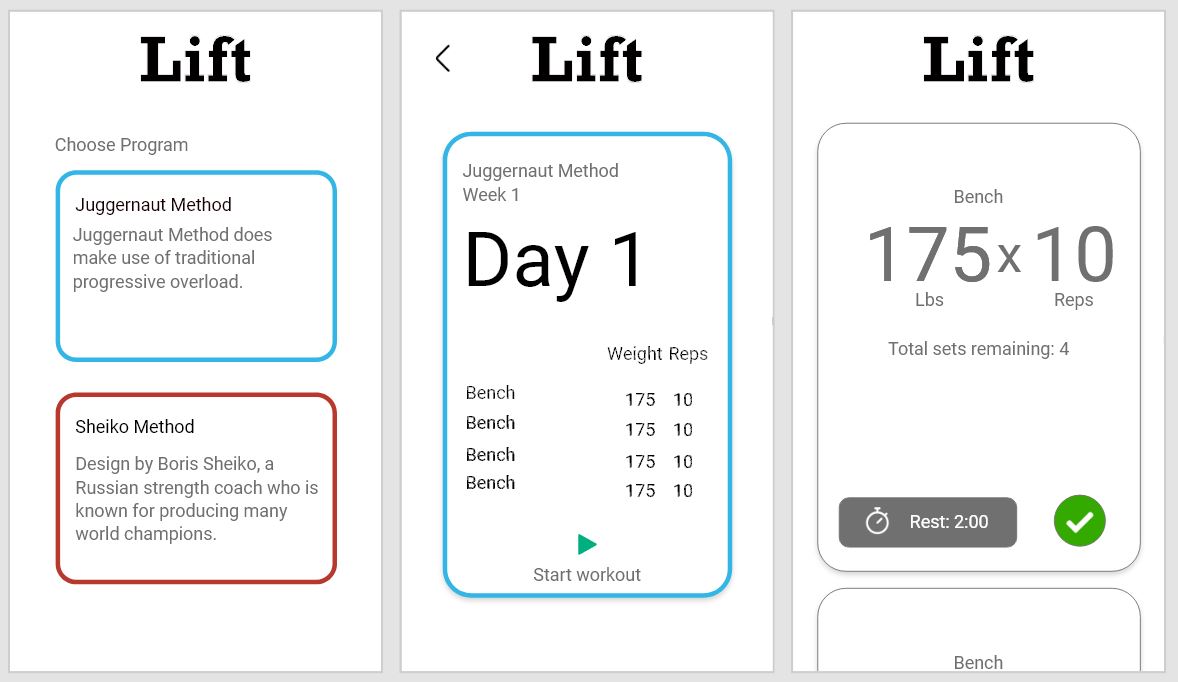 Lift
Choose Program
Juggernaut Method
Juggernaut Method does
make use of traditional
progressive overload.
Sheiko Method
Design by Boris Sheiko, a
Russian strength coach who is
known for producing many
world champions.
Lift
Juggernaut Method
Week 1
Day 1
Weight Reps
Bench 175 10
Bench 175 10
Bench 175 10
Bench 175 10
Start workout
Lift
Bench
175 x 10
Lbs Reps
Total sets remaining: 4
Rest: 2:00
Bench